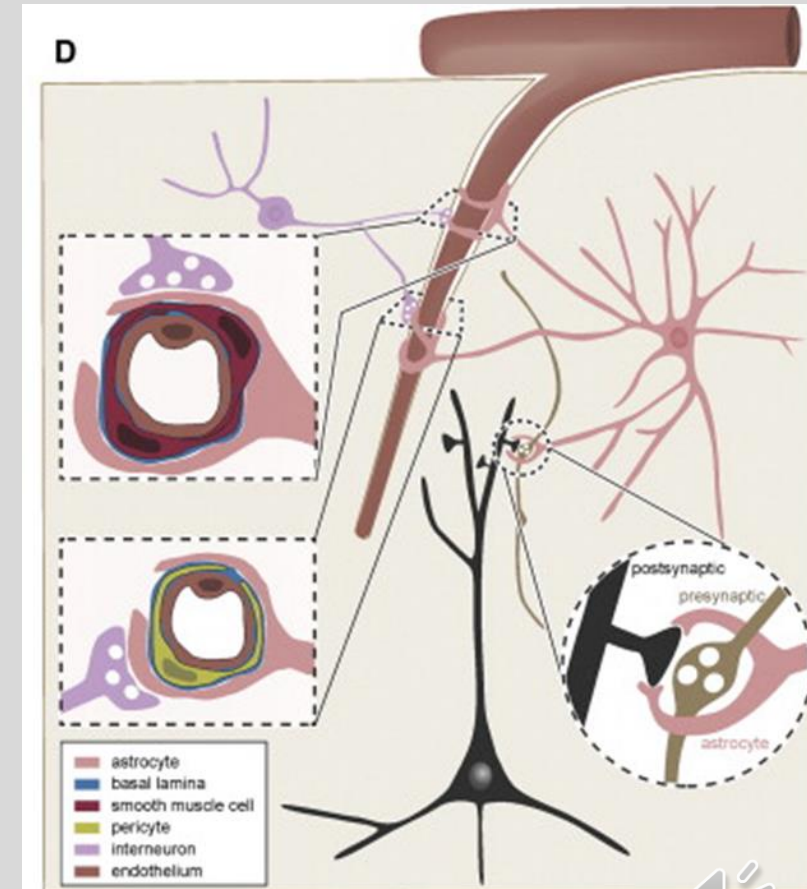 D
postsynaptic
presynaptic
astrocyte
astrocyte
basal lamina
smooth muscle cell
pericyte
interneuron
endothelium